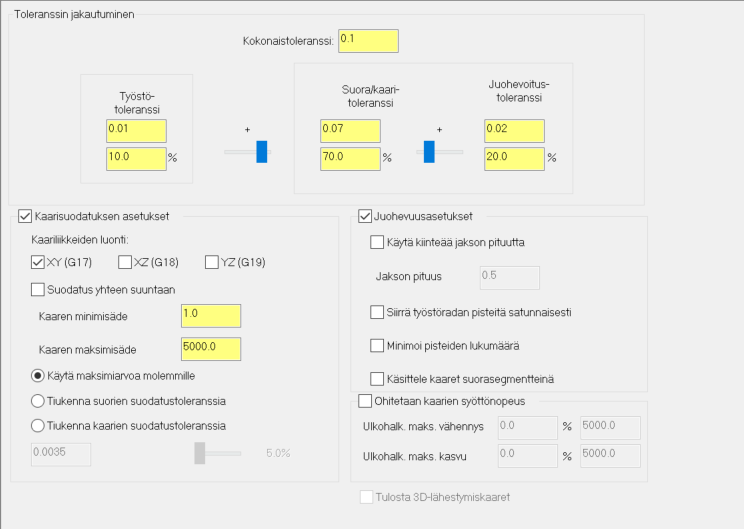 Toleranssin jakautuminen
Kokonaistoleranssi: 0.1
Työstö-
toleranssi
0.01
10.0 %
+
Suora/kaari-
toleranssi
0.07
70.0 %
+
Juohevoitus-
toleranssi
0.02
20.0 %
Kaarisuodatuksen asetukset
Kaariliikkeiden luonti:
XY (G17) XZ (G18) YZ (G19)
Suodatus yhteen suuntaan
Kaaren minimisäde 1.0
Kaaren maksimisäde 5000.0
Käytä maksimiarvoa molemmille
Tiukenna suorien suodatustoleranssia
Tiukenna kaarien suodatustoleranssia
0.0035 5.0%
Juohevuusasetukset
Käytä kiinteää jakson pituutta
Jakson pituus 0.5
Siirrä työstöradan pisteitä satunnaisesti
Minimoi pisteiden lukumäärä
Käsittele kaaret suorasegmentteinä
Ohitetaan kaarien syöttönopeus
Ulkohalk. maks. vähennys 0.0 % 5000.0
Ulkohalk. maks. kasvu 0.0 % 5000.0
Tulosta 3D-lähestymiskaaret